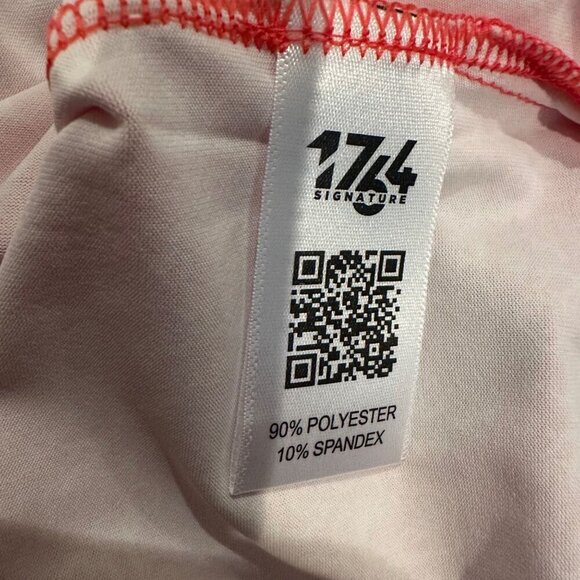 1764
SIGNATURE
90% POLYESTER
10% SPANDEX